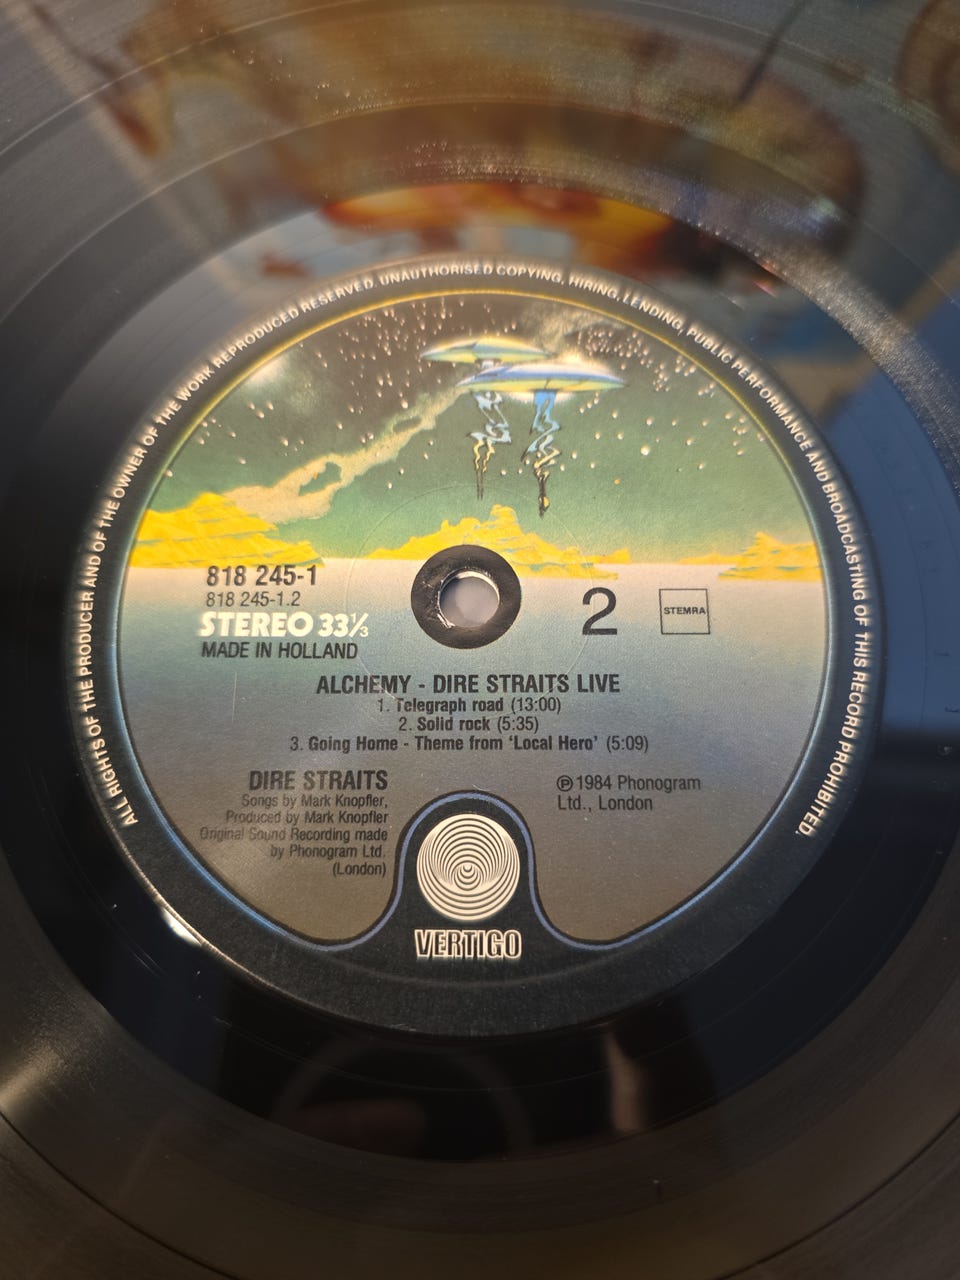 ALL RIGHTS OF THE PRODUCER AND OF THE OWNER OF THE WORK REPRODUCED RESERVED. UNAUTHORISED COPYING, HIRING, LENDING, PUBLIC PERFORMANCE AND BROADCASTING OF THIS RECORD PROHIBITED.
818 245-1
818 245-1.2
STEREO 33⅓
MADE IN HOLLAND
2
STEMRA
ALCHEMY - DIRE STRAITS LIVE
1. Telegraph road (13:00)
2. Solid rock (5:35)
3. Going Home - Theme from ‘Local Hero’ (5:09)
DIRE STRAITS
Songs by Mark Knopfler,
Produced by Mark Knopfler
Original Sound Recording made
by Phonogram Ltd.
(London)
℗ 1984 Phonogram
Ltd., London
VERTIGO